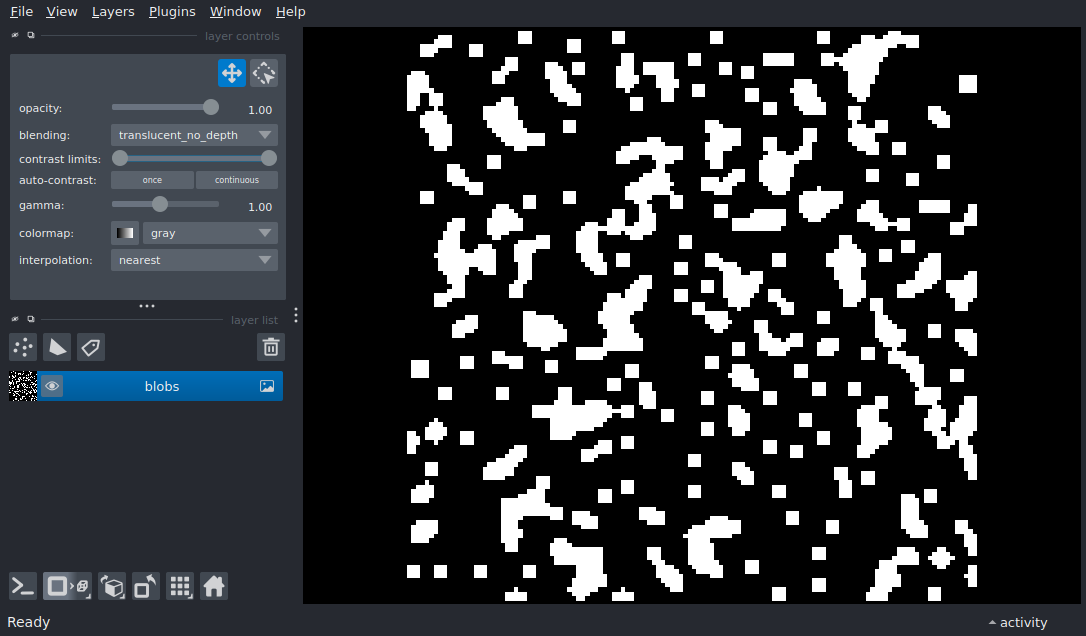 File View Layers Plugins Window Help
layer controls
opacity: 1.00
blending: translucent_no_depth
contrast limits:
auto-contrast: once continuous
gamma: 1.00
colormap: gray
interpolation: nearest
layer list
blobs
Ready
activity